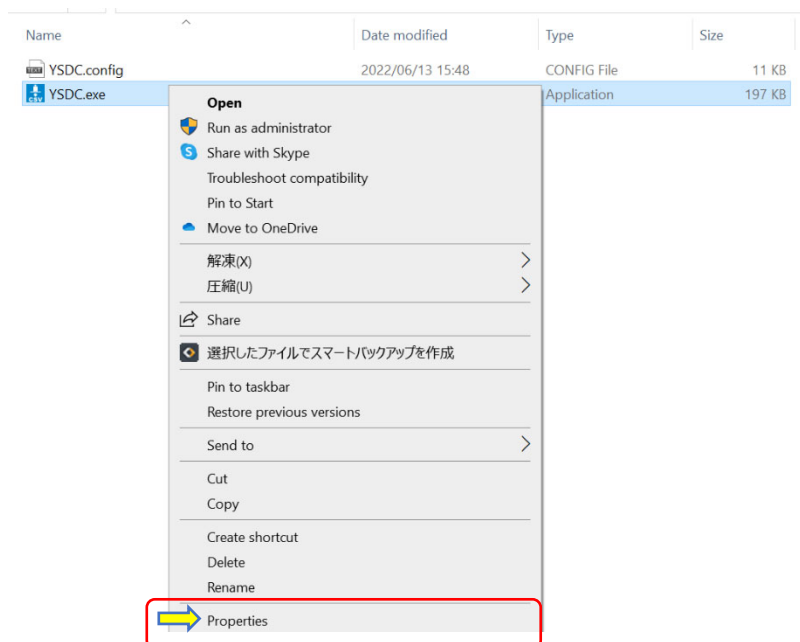 Name Date modified Type Size
YSDC.config 2022/06/13 15:48 CONFIG File 11 KB
YSDC.exe Application 197 KB
Open
Run as administrator
Share with Skype
Troubleshoot compatibility
Pin to Start
Move to OneDrive
解凍(X)
圧縮(U)
Share
選択したファイルでスマートバックアップを作成
Pin to taskbar
Restore previous versions
Send to
Cut
Copy
Create shortcut
Delete
Rename
Properties